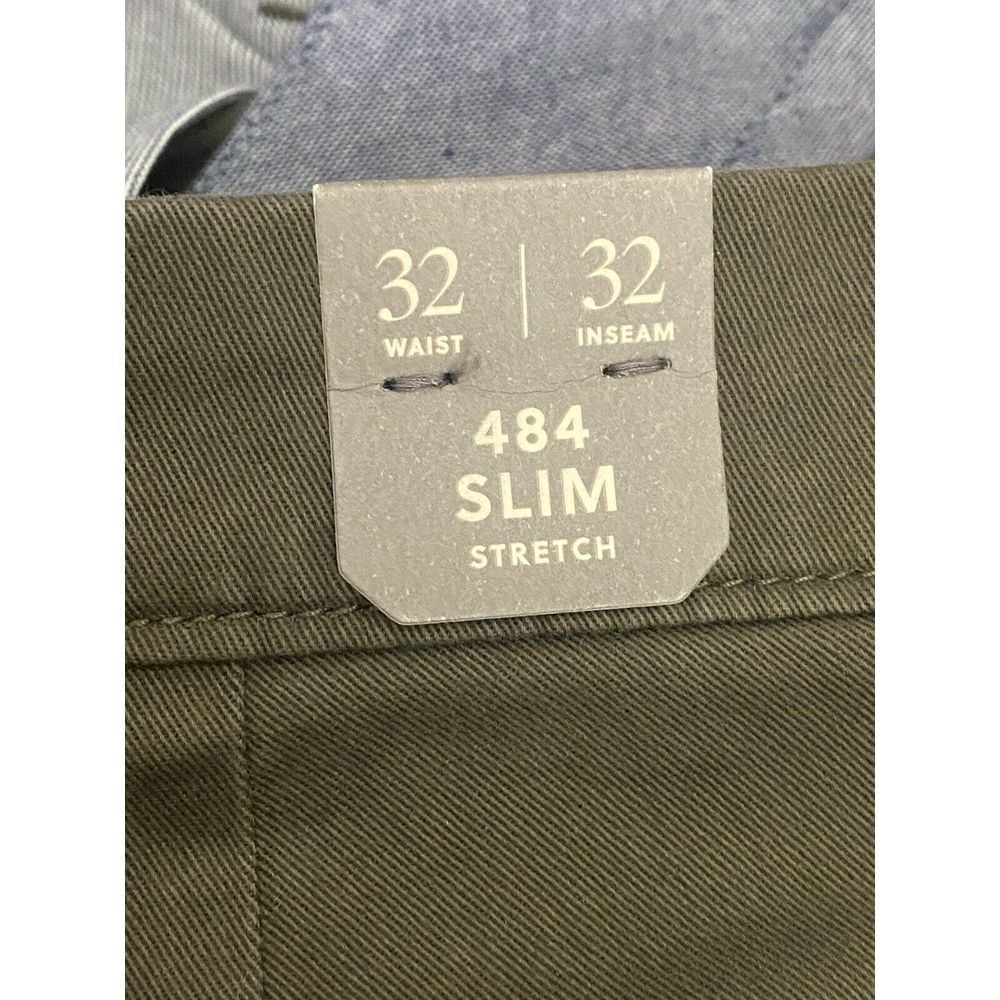 32 | 32
WAIST INSEAM
484
SLIM
STRETCH